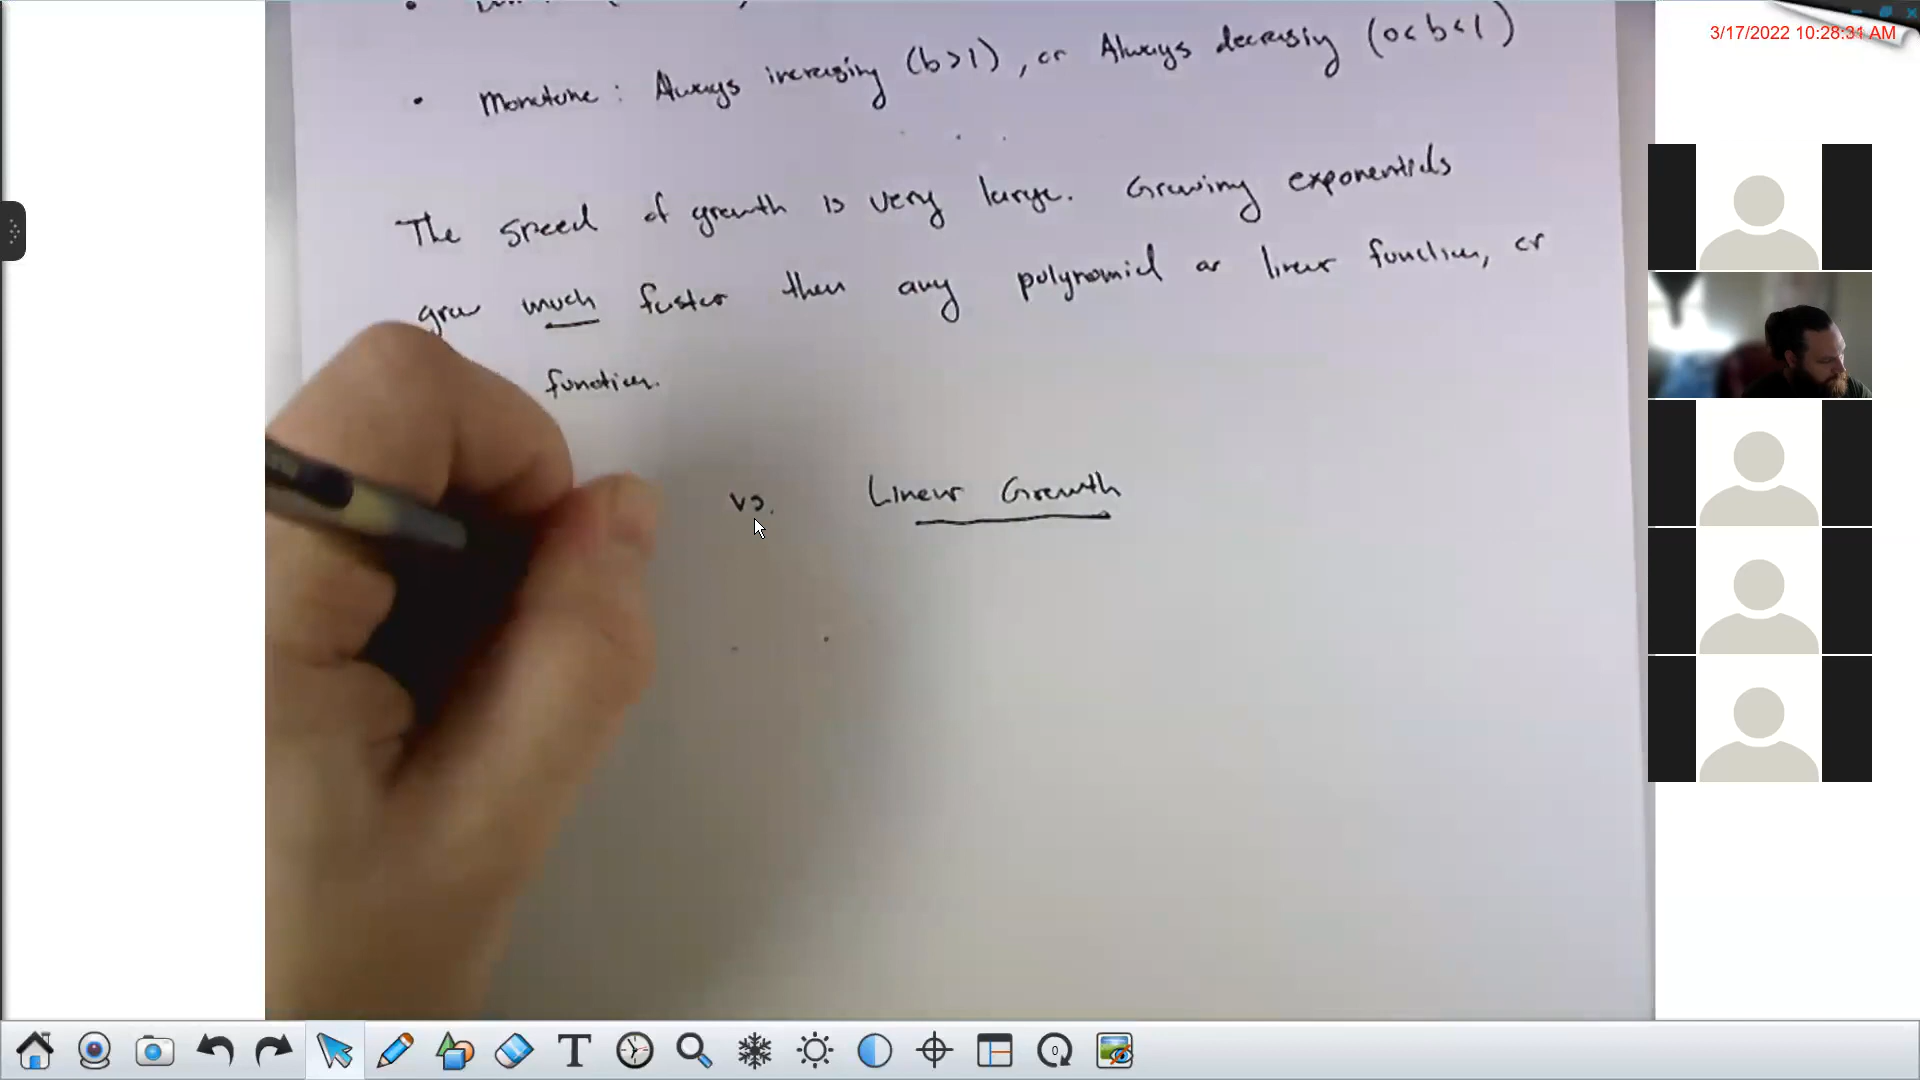 3/17/2022 10:28:31 AM
• Monotone : Always increasing (b>1), or Always decreasing (0<b<1)
The speed of growth is very large. Growing exponentials
grow much faster then any polynomial or linear function, or
function.
vs. Linear Growth
T
0